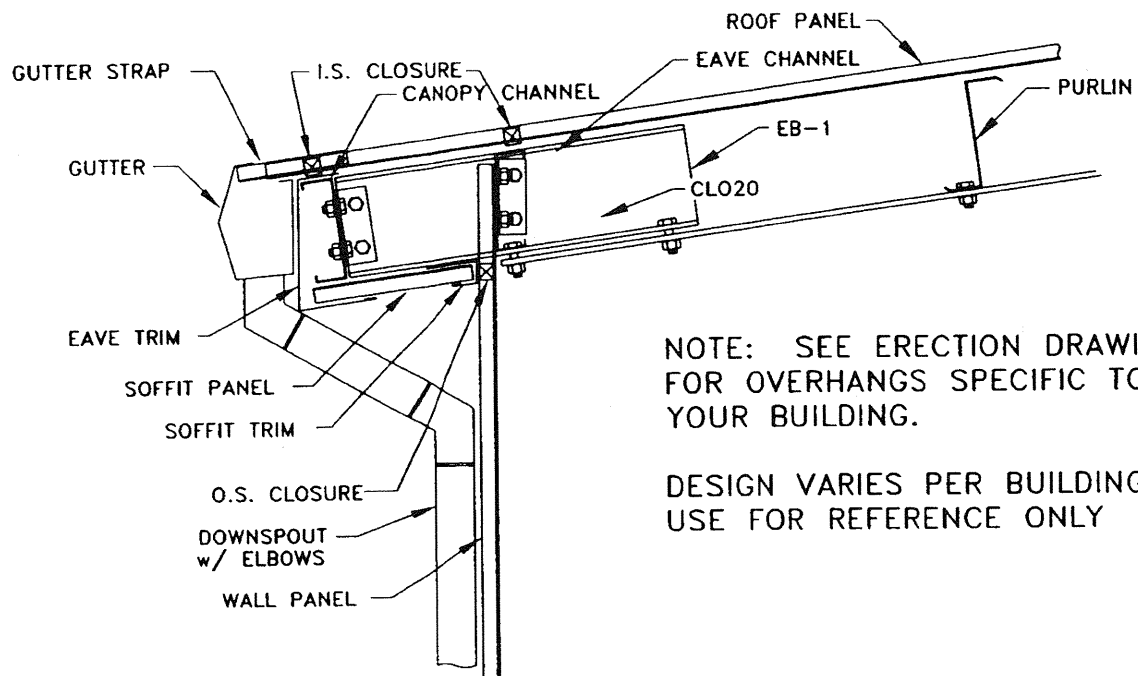 ROOF PANEL
GUTTER STRAP
I.S. CLOSURE
EAVE CHANNEL
CANOPY CHANNEL
PURLIN
EB-1
GUTTER
CLO20
EAVE TRIM
SOFFIT PANEL
SOFFIT TRIM
O.S. CLOSURE
DOWNSPOUT
w/ ELBOWS
WALL PANEL
NOTE: SEE ERECTION DRAWI
FOR OVERHANGS SPECIFIC TO
YOUR BUILDING.
DESIGN VARIES PER BUILDING
USE FOR REFERENCE ONLY